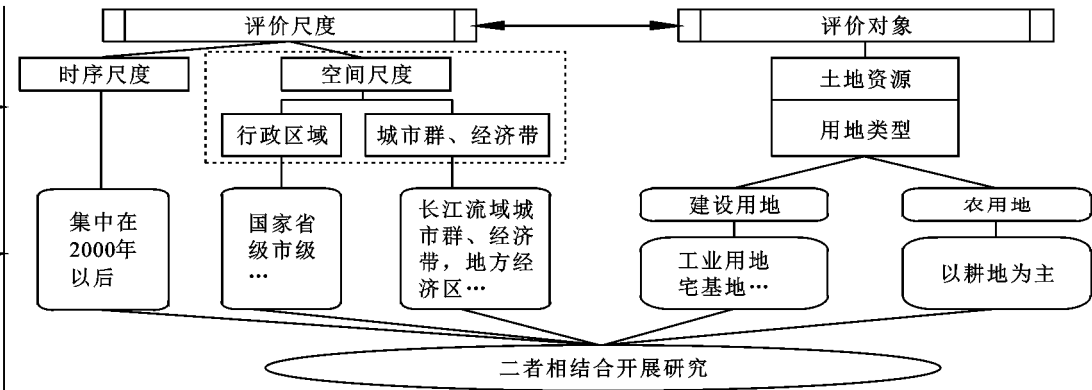 评价尺度
评价对象
时序尺度
空间尺度
土地资源
行政区域
城市群、经济带
用地类型
集中在
2000年
以后
国家省
级市级
…
长江流域城
市群、经济
带，地方经
济区…
建设用地
农用地
工业用地
宅基地…
以耕地为主
二者相结合开展研究